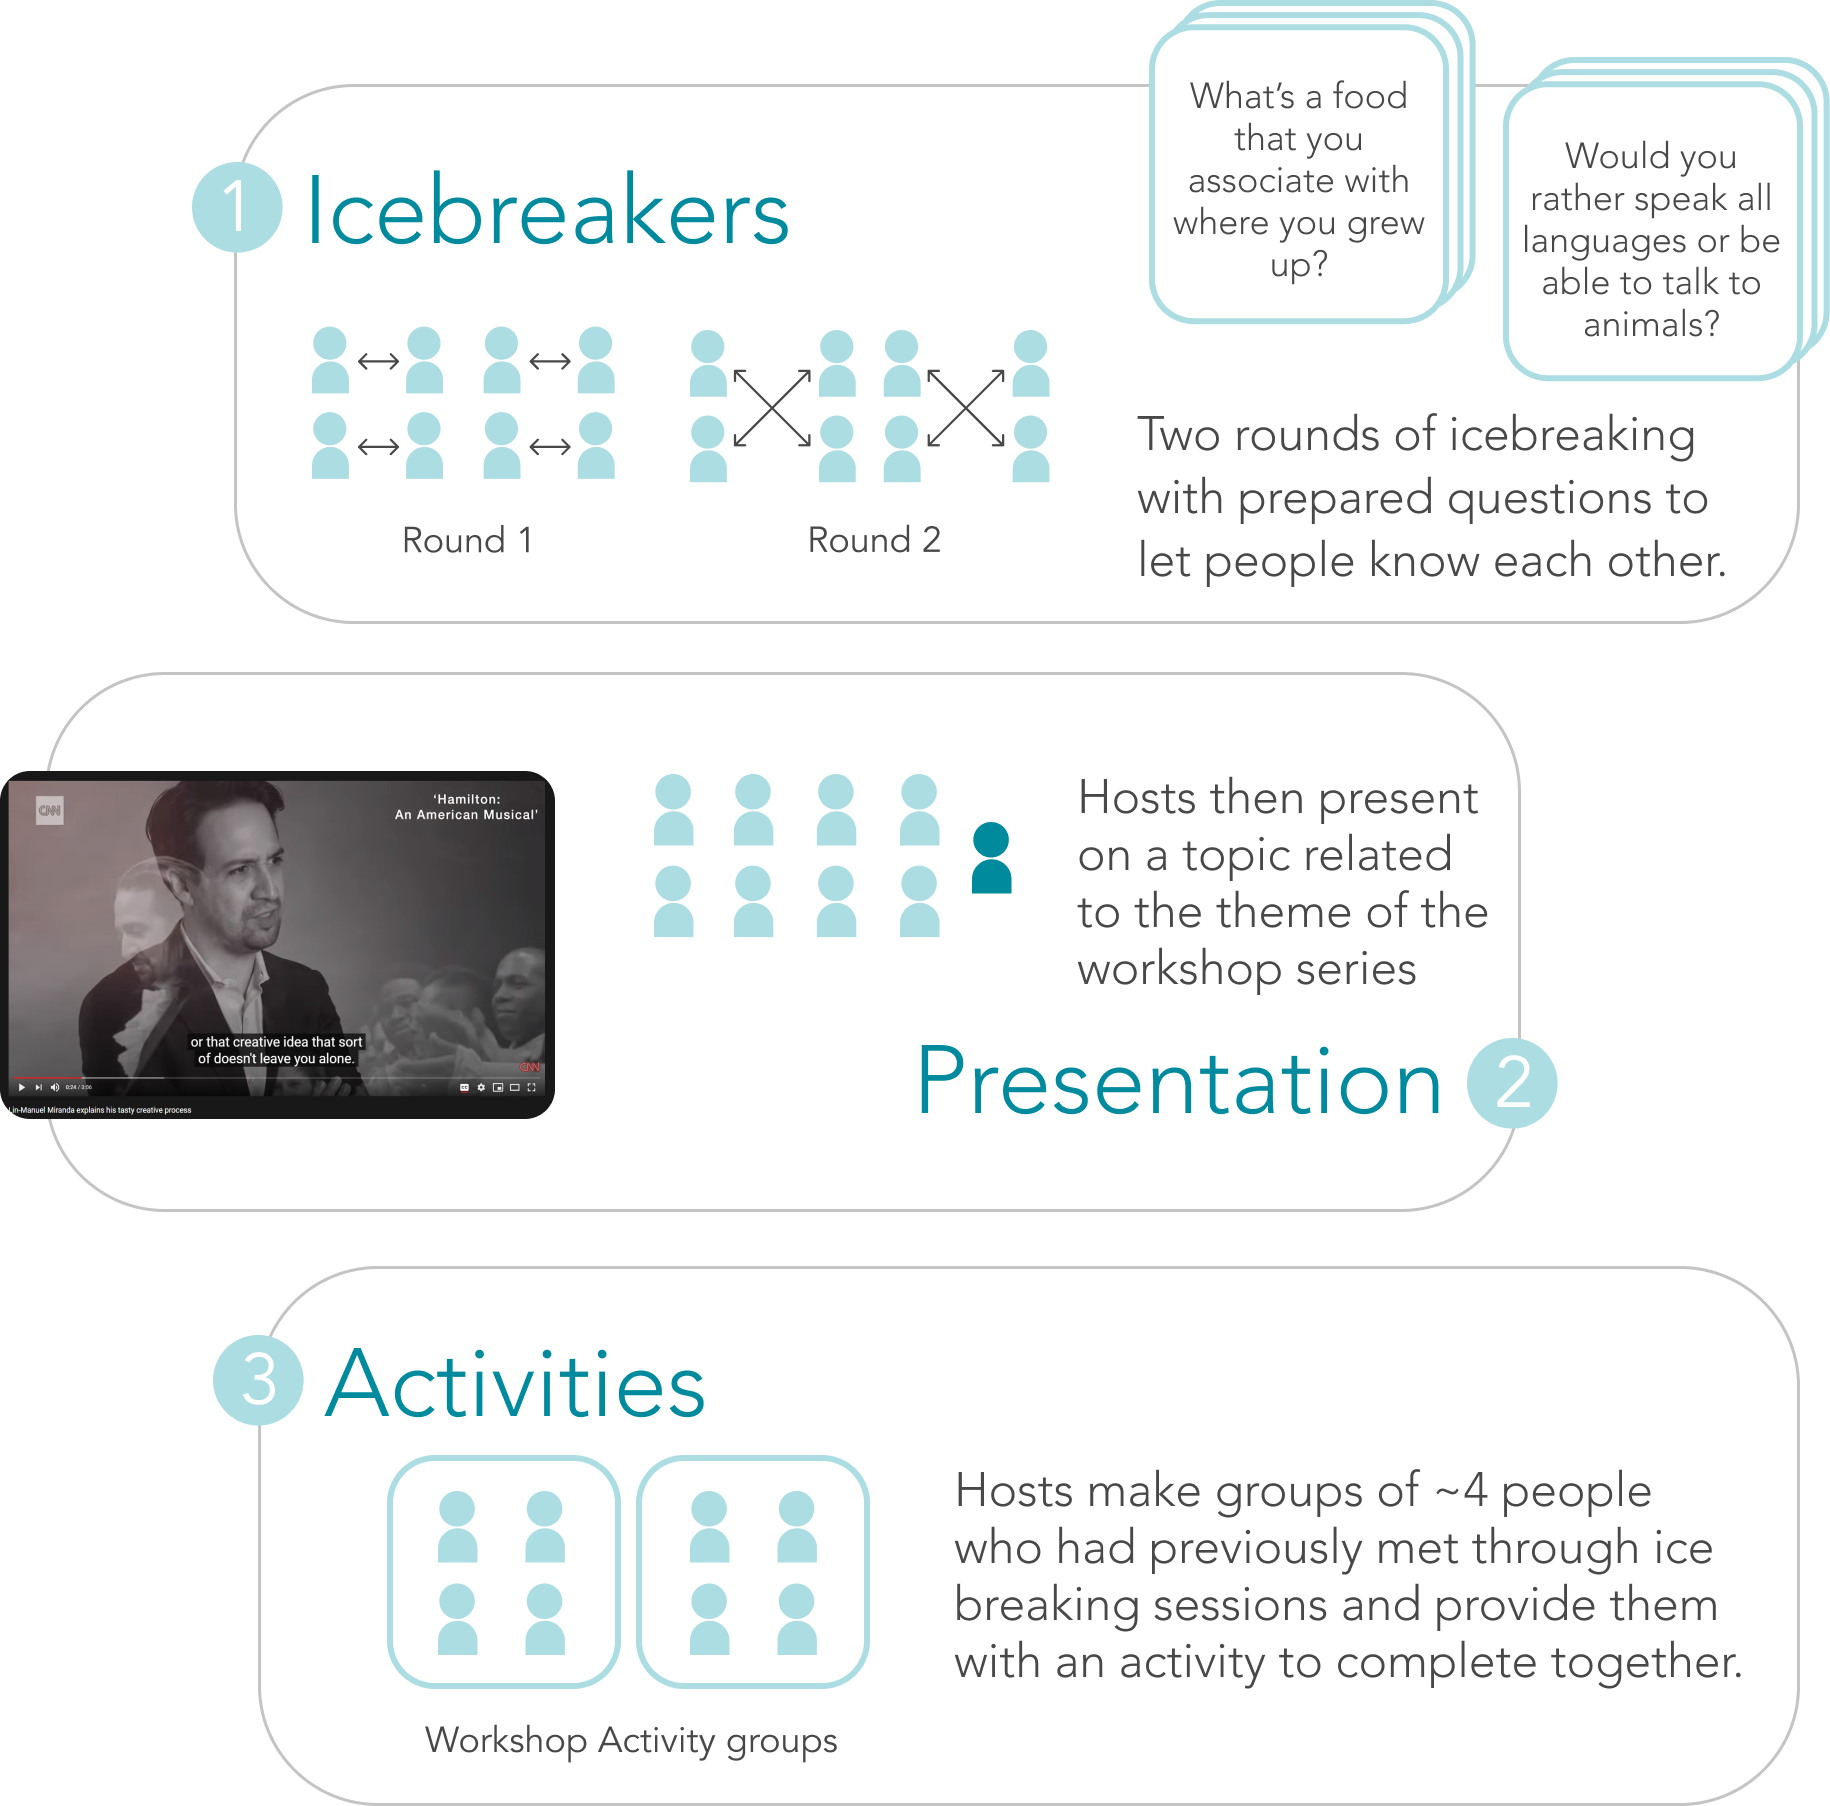 What's a food
that you
associate with
where you grew
up?
Would you
rather speak all
languages or be
able to talk to
animals?
1
Icebreakers
Round 1
Round 2
Two rounds of icebreaking
with prepared questions to
let people know each other.
CNN
‘Hamilton:
An American Musical’
or that creative idea that sort
of doesn't leave you alone.
CNN
0:24 / 3:06
Lin-Manuel Miranda explains his tasty creative process
Hosts then present
on a topic related
to the theme of the
workshop series
Presentation
2
3
Activities
Workshop Activity groups
Hosts make groups of ~4 people
who had previously met through ice
breaking sessions and provide them
with an activity to complete together.